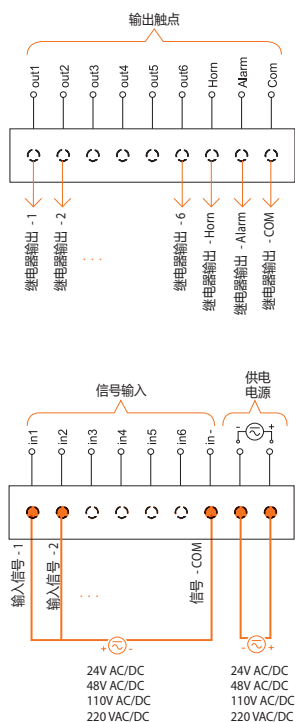 输出触点
out1
out2
out3
out4
out5
out6
Horn
Alarm
Com
继电器输出 - 1
继电器输出 - 2
. . .
继电器输出 - 6
继电器输出 - Horn
继电器输出 - Alarm
继电器输出 - COM
信号输入
供电
电源
in1
in2
in3
in4
in5
in6
in -
- +
输入信号 - 1
输入信号 - 2
. . .
信号 - COM
+ -
- +
24V AC/DC
48V AC/DC
110V AC/DC
220 VAC/DC
24V AC/DC
48V AC/DC
110V AC/DC
220 VAC/DC